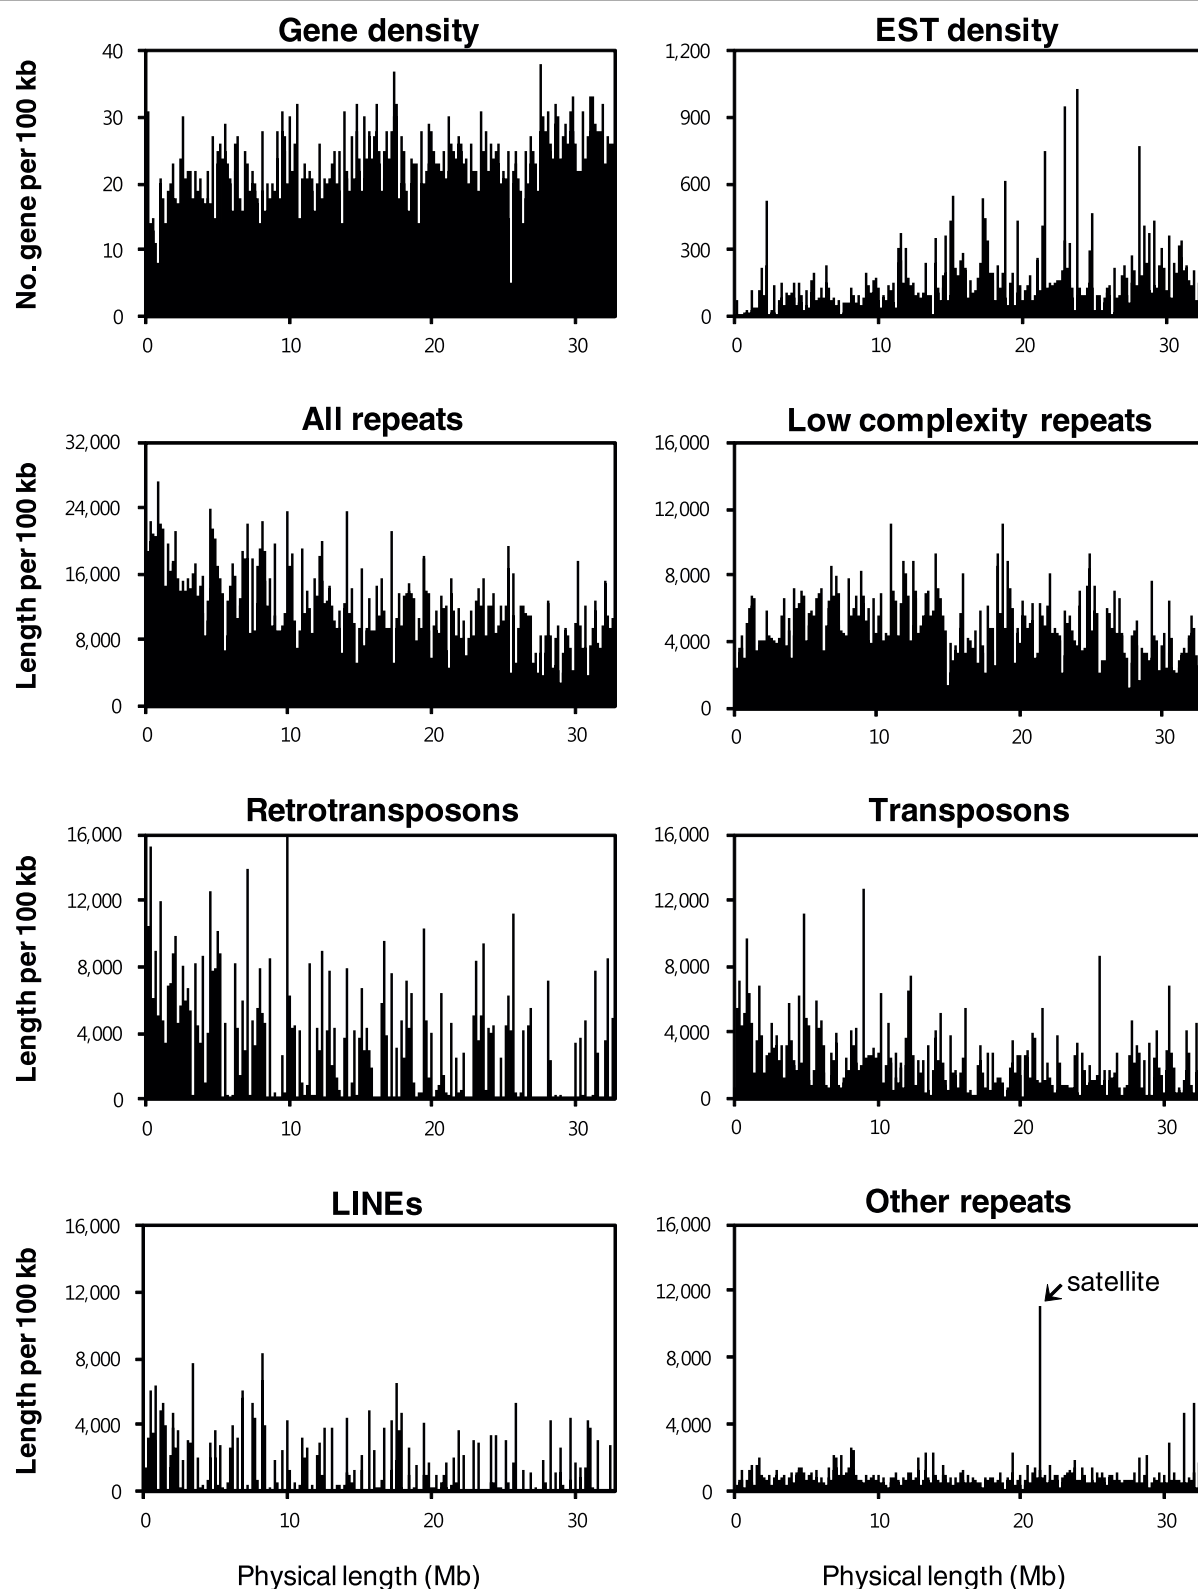 Gene density
No. gene per 100 kb
40
30
20
10
0
0 10 20 30
EST density
1,200
900
600
300
0
0 10 20 30
All repeats
Length per 100 kb
32,000
24,000
16,000
8,000
0
0 10 20 30
Low complexity repeats
16,000
12,000
8,000
4,000
0
0 10 20 30
Retrotransposons
Length per 100 kb
16,000
12,000
8,000
4,000
0
0 10 20 30
Transposons
16,000
12,000
8,000
4,000
0
0 10 20 30
LINEs
Length per 100 kb
16,000
12,000
8,000
4,000
0
0 10 20 30
Physical length (Mb)
Other repeats
16,000
12,000
8,000
4,000
0
satellite
0 10 20 30
Physical length (Mb)